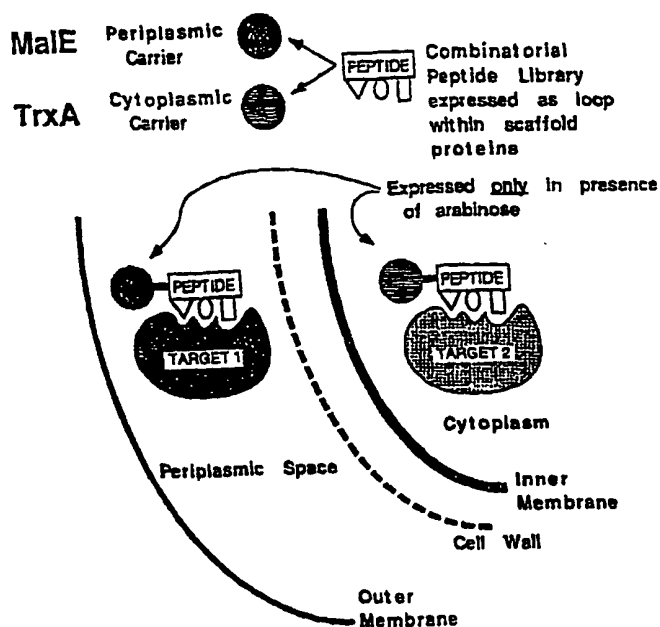 MalE Periplasmic
Carrier
TrxA Cytoplasmic
Carrier
PEPTIDE
Combinatorial
Peptide Library
expressed as loop
within scaffold
proteins
Expressed only in presence
of arabinose
PEPTIDE
TARGET 1
PEPTIDE
TARGET 2
Cytoplasm
Periplasmic Space
Inner
Membrane
Cell Wall
Outer
Membrane